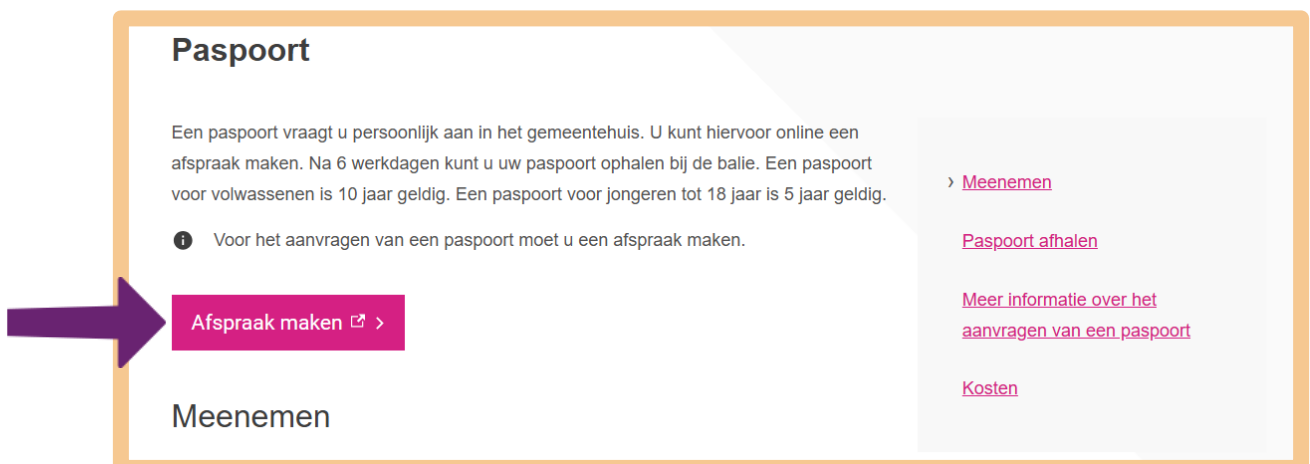 Paspoort
Een paspoort vraagt u persoonlijk aan in het gemeentehuis. U kunt hiervoor online een
afspraak maken. Na 6 werkdagen kunt u uw paspoort ophalen bij de balie. Een paspoort
voor volwassenen is 10 jaar geldig. Een paspoort voor jongeren tot 18 jaar is 5 jaar geldig.
Voor het aanvragen van een paspoort moet u een afspraak maken.
Afspraak maken
Meenemen
Meenemen
Paspoort afhalen
Meer informatie over het
aanvragen van een paspoort
Kosten